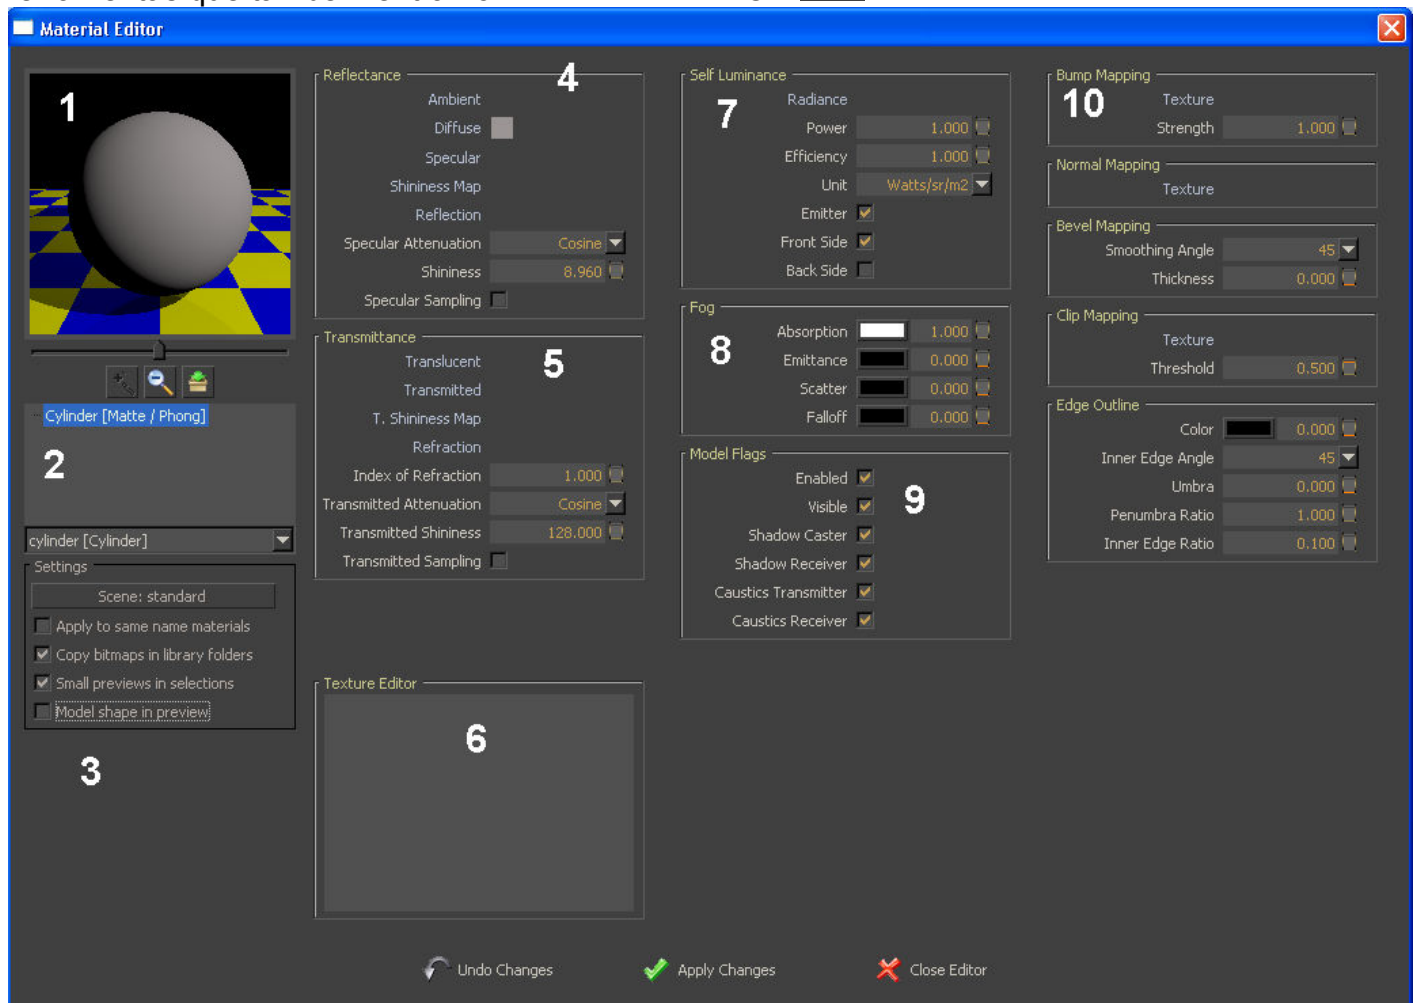 Material Editor
1
2
3
Cylinder [Matte / Phong]
cylinder [Cylinder]
Settings
Scene: standard
Apply to same name materials
Copy bitmaps in library folders
Small previews in selections
Model shape in preview
Reflectance
4
Ambient
Diffuse
Specular
Shininess Map
Reflection
Specular Attenuation Cosine
Shininess 8.960
Specular Sampling
Transmittance
5
Translucent
Transmitted
T. Shininess Map
Refraction
Index of Refraction 1.000
Transmitted Attenuation Cosine
Transmitted Shininess 128.000
Transmitted Sampling
Texture Editor
6
Self Luminance
7
Radiance
Power 1.000
Efficiency 1.000
Unit Watts/sr/m2
Emitter
Front Side
Back Side
Fog
8
Absorption 1.000
Emittance 0.000
Scatter 0.000
Falloff 0.000
Model Flags
9
Enabled
Visible
Shadow Caster
Shadow Receiver
Caustics Transmitter
Caustics Receiver
Bump Mapping
10
Texture
Strength 1.000
Normal Mapping
Texture
Bevel Mapping
Smoothing Angle 45
Thickness 0.000
Clip Mapping
Texture
Threshold 0.500
Edge Outline
Color 0.000
Inner Edge Angle 45
Umbra 0.000
Penumbra Ratio 1.000
Inner Edge Ratio 0.100
Undo Changes
Apply Changes
Close Editor